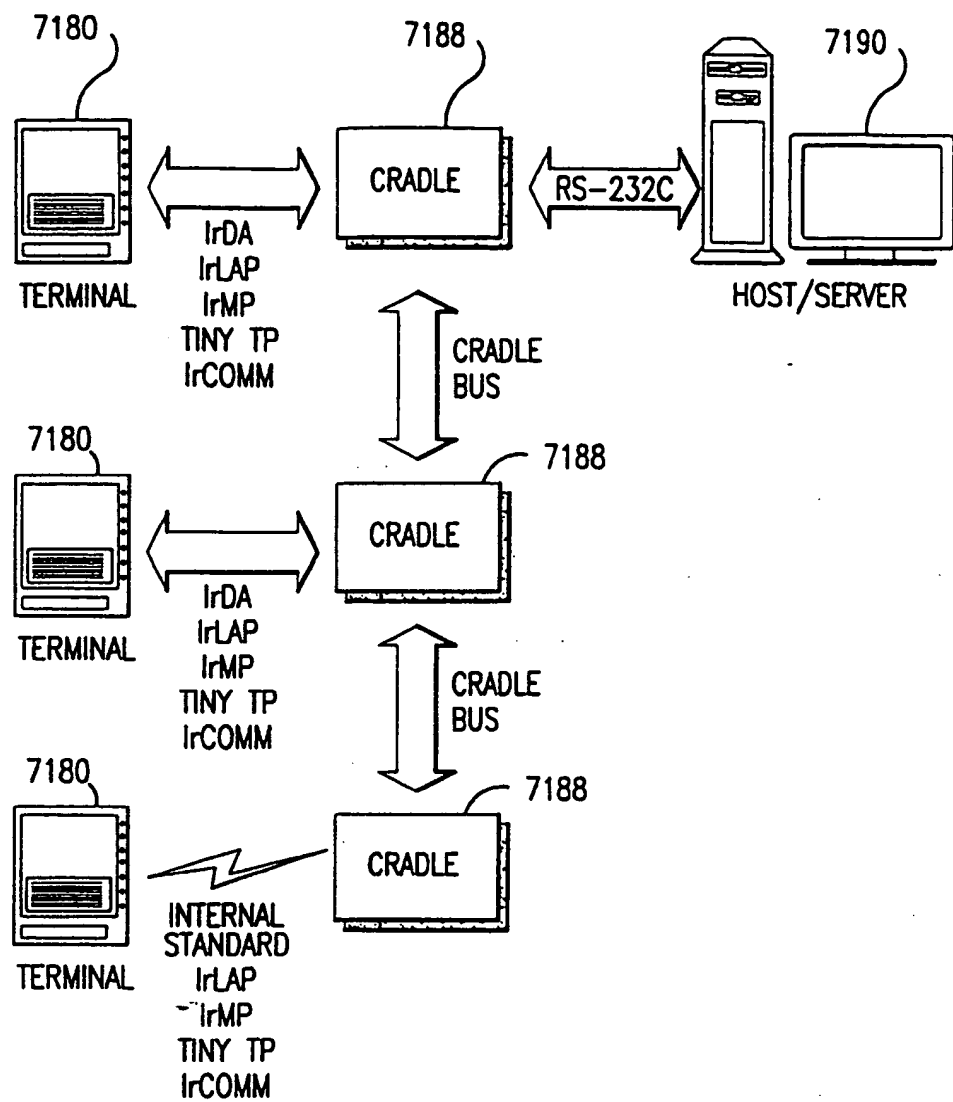 7180
7188
7190
CRADLE
RS-232C
TERMINAL
IrDA
IrLAP
IrMP
TINY TP
IrCOMM
HOST/SERVER
CRADLE
BUS
7180
7188
CRADLE
TERMINAL
IrDA
IrLAP
IrMP
TINY TP
IrCOMM
CRADLE
BUS
7180
7188
CRADLE
TERMINAL
INTERNAL
STANDARD
IrLAP
IrMP
TINY TP
IrCOMM